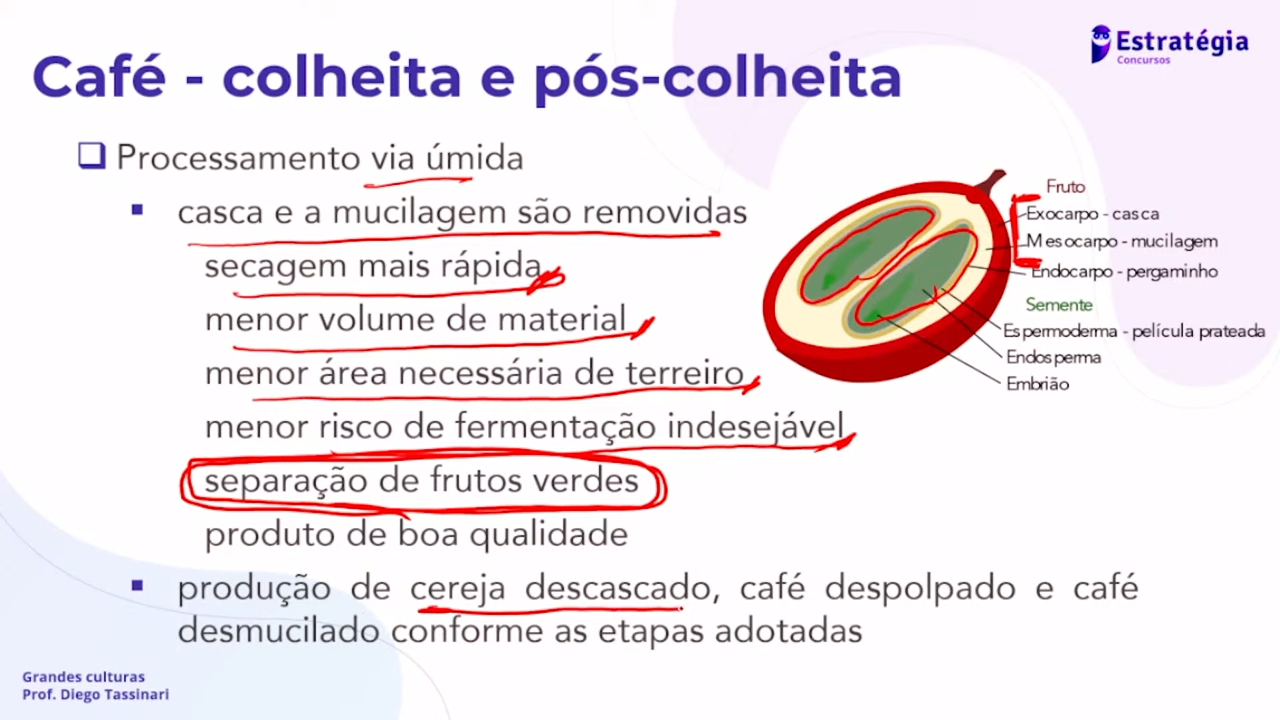 Estratégia
Concursos
Café - colheita e pós-colheita
Processamento via úmida
casca e a mucilagem são removidas
secagem mais rápida
menor volume de material
menor área necessária de terreiro
menor risco de fermentação indesejável
separação de frutos verdes
produto de boa qualidade
produção de cereja descascado, café despolpado e café
desmucilado conforme as etapas adotadas
Fruto
Exocarpo - casca
Mesocarpo - mucilagem
Endocarpo - pergaminho
Semente
Espermoderma - película prateada
Endosperma
Embrião
Grandes culturas
Prof. Diego Tassinari